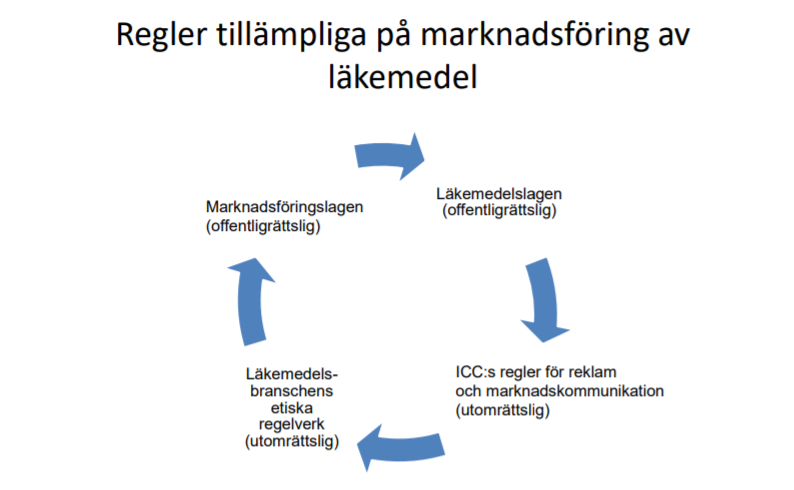 Regler tillämpliga på marknadsföring av
läkemedel
Marknadsföringslagen
(offentligrättslig)
Läkemedelslagen
(offentligrättslig)
ICC:s regler för reklam
och marknadskommunikation
(utomrättslig)
Läkemedels-
branschens
etiska
regelverk
(utomrättslig)